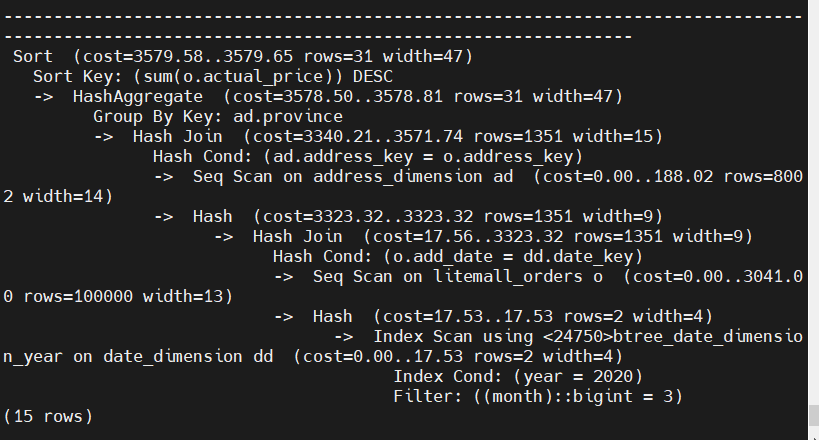 --------------------------------------------------------------------------------
---------------------------------------------------------------
Sort  (cost=3579.58..3579.65 rows=31 width=47)
Sort Key: (sum(o.actual_price)) DESC
->  HashAggregate  (cost=3578.50..3578.81 rows=31 width=47)
Group By Key: ad.province
->  Hash Join  (cost=3340.21..3571.74 rows=1351 width=15)
Hash Cond: (ad.address_key = o.address_key)
->  Seq Scan on address_dimension ad  (cost=0.00..188.02 rows=800
2 width=14)
->  Hash  (cost=3323.32..3323.32 rows=1351 width=9)
->  Hash Join  (cost=17.56..3323.32 rows=1351 width=9)
Hash Cond: (o.add_date = dd.date_key)
->  Seq Scan on litemall_orders o  (cost=0.00..3041.0
0 rows=100000 width=13)
->  Hash  (cost=17.53..17.53 rows=2 width=4)
->  Index Scan using <24750>btree_date_dimensio
n_year on date_dimension dd  (cost=0.00..17.53 rows=2 width=4)
Index Cond: (year = 2020)
Filter: ((month)::bigint = 3)
(15 rows)